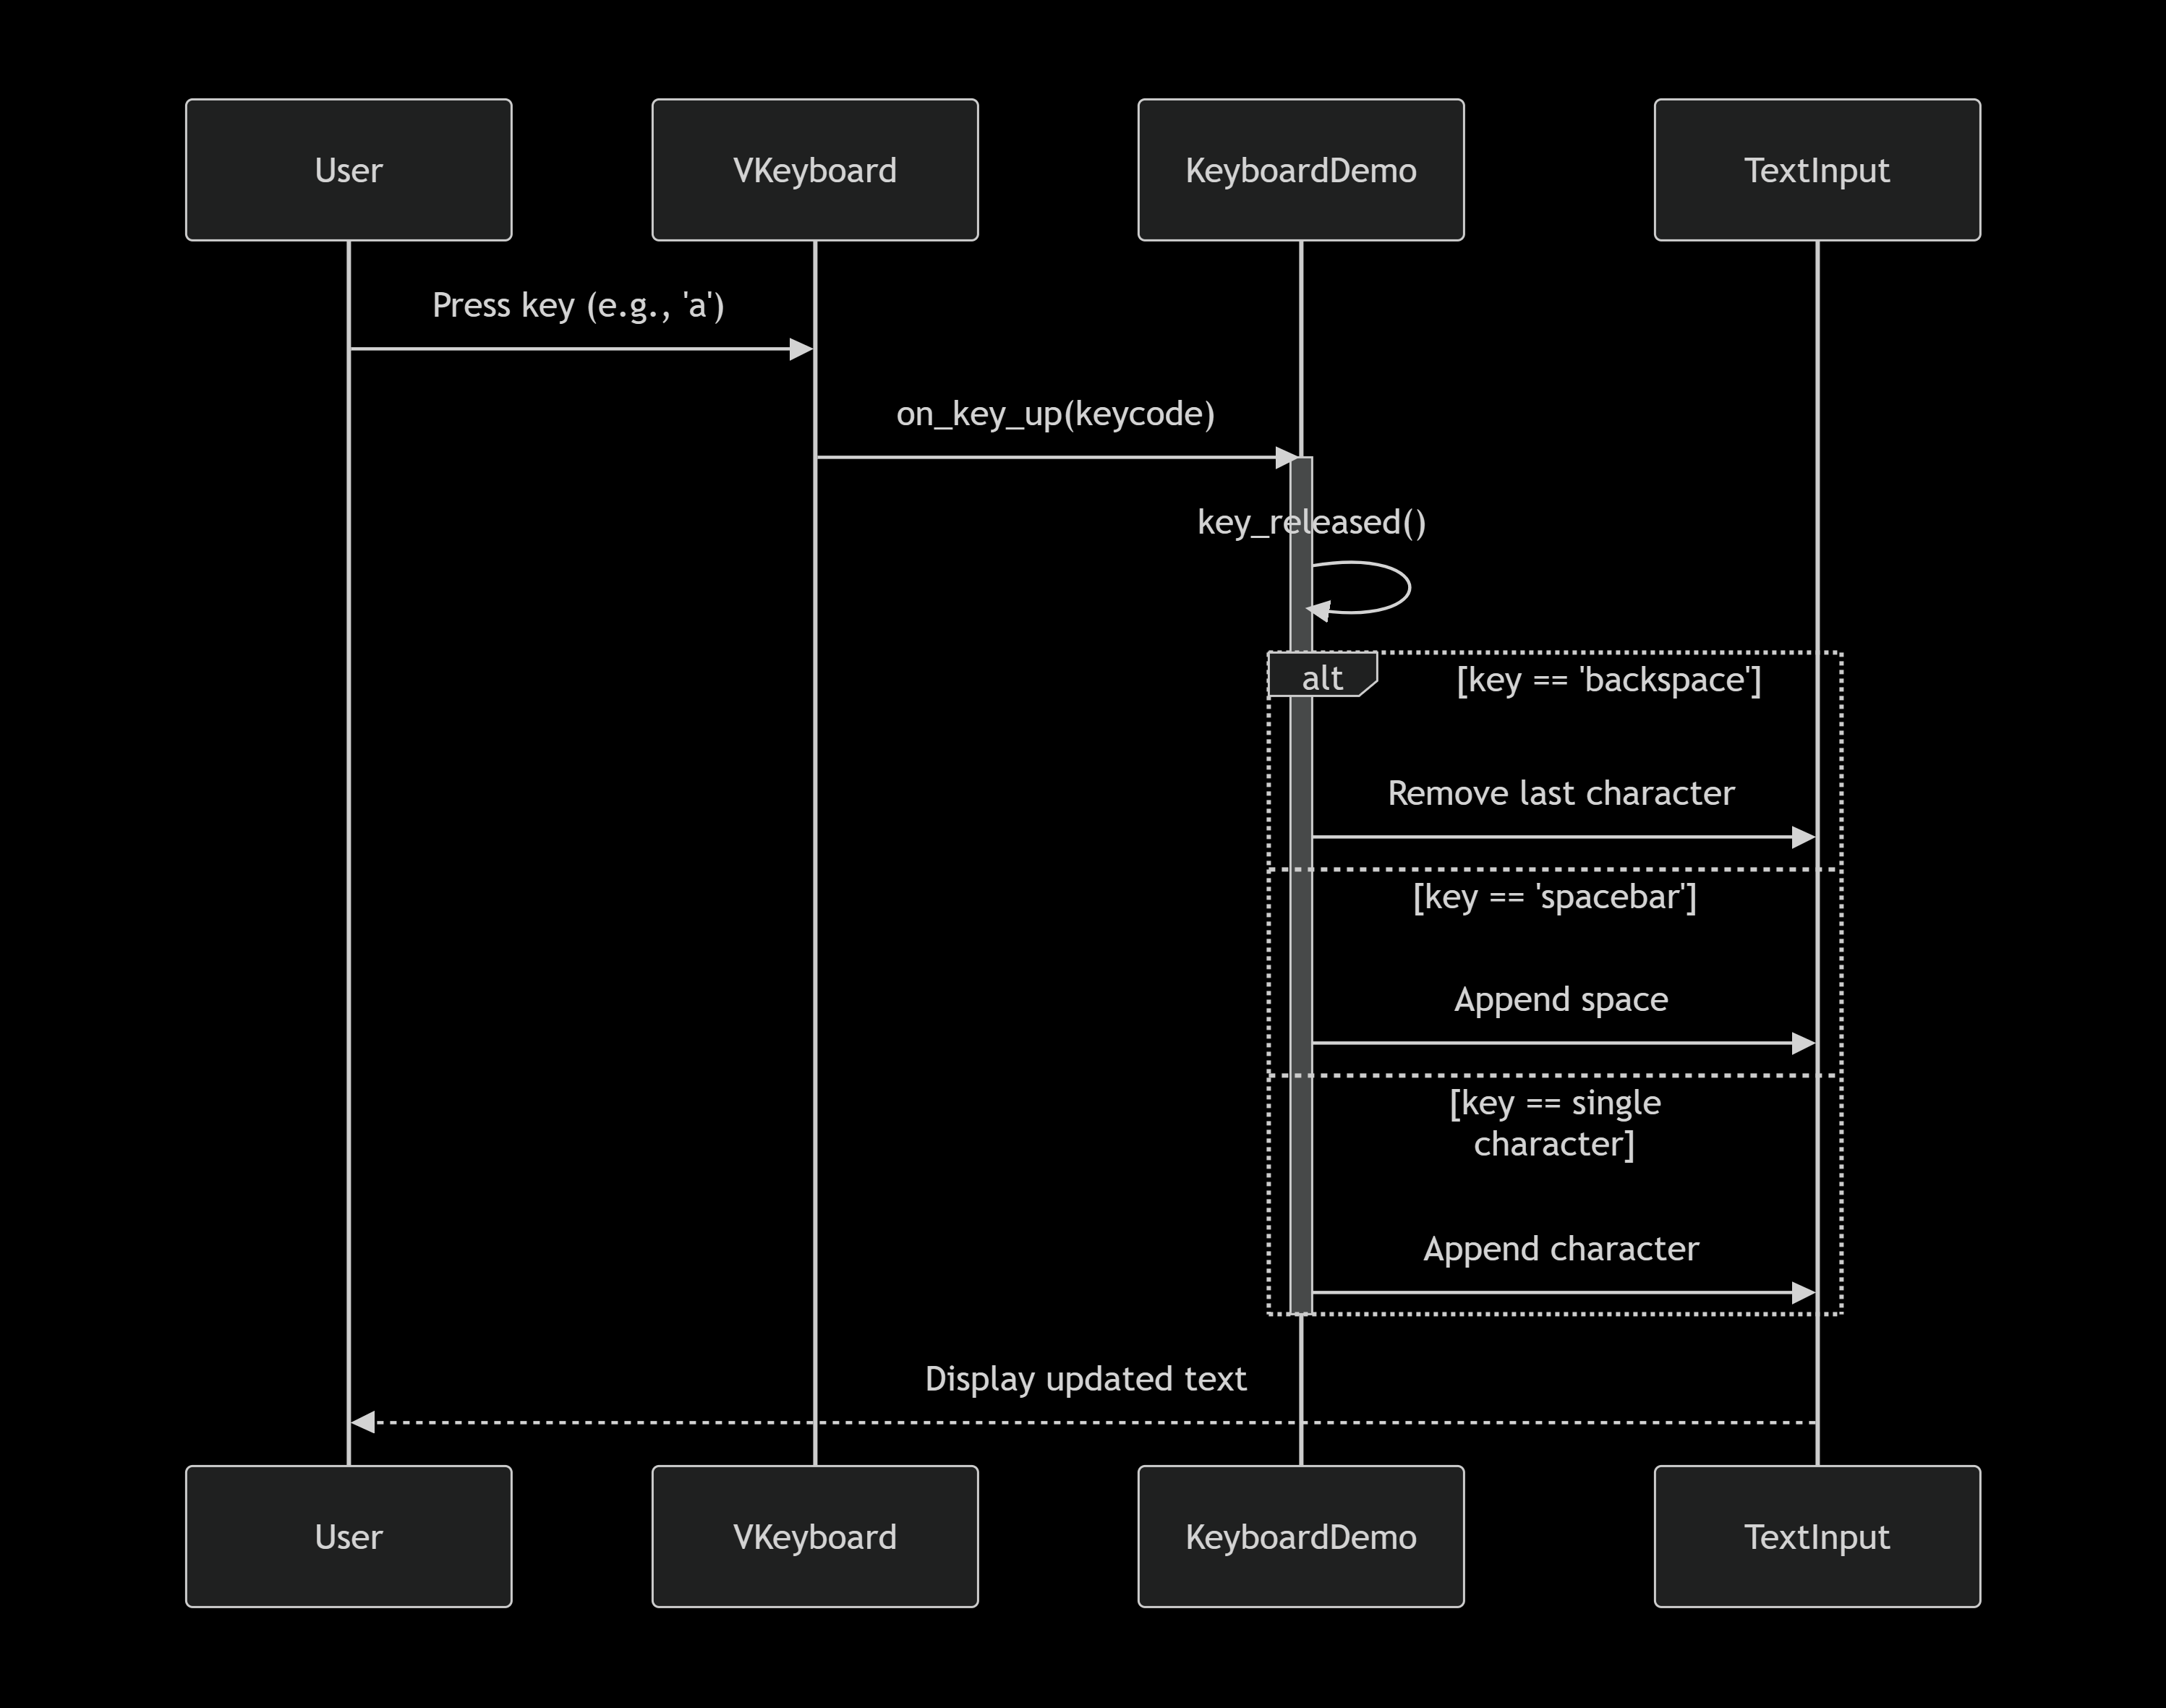 User
VKeyboard
KeyboardDemo
TextInput
Press key (e.g., 'a')
on_key_up(keycode)
key_released()
alt
[key == 'backspace']
Remove last character
[key == 'spacebar']
Append space
[key == single
character]
Append character
Display updated text
User
VKeyboard
KeyboardDemo
TextInput